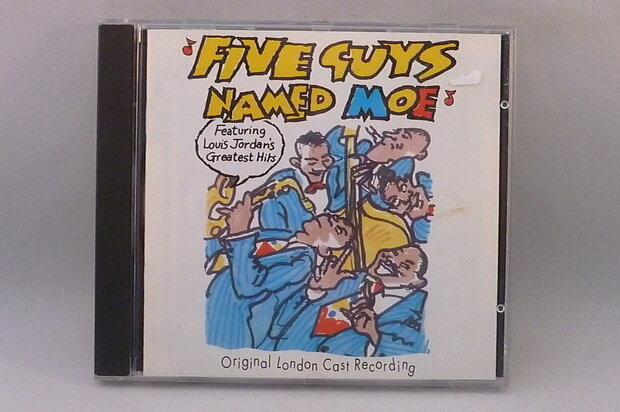 FIVE GUYS
NAMED MOE
Featuring
Louis Jordan's
Greatest Hits
Original London Cast Recording